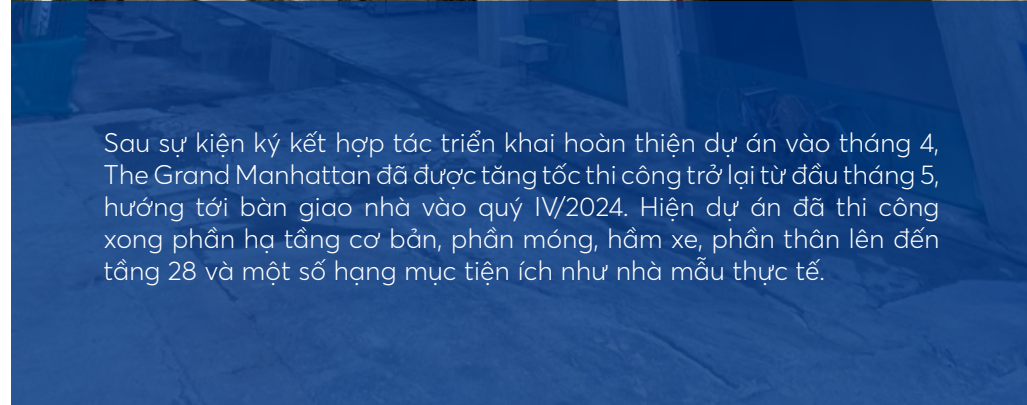 Sau sự kiện ký kết hợp tác triển khai hoàn thiện dự án vào tháng 4,
The Grand Manhattan đã được tăng tốc thi công trở lại từ đầu tháng 5,
hướng tới bàn giao nhà vào quý IV/2024. Hiện dự án đã thi công
xong phần hạ tầng cơ bản, phần móng, hầm xe, phần thân lên đến
tầng 28 và một số hạng mục tiện ích như nhà mẫu thực tế.